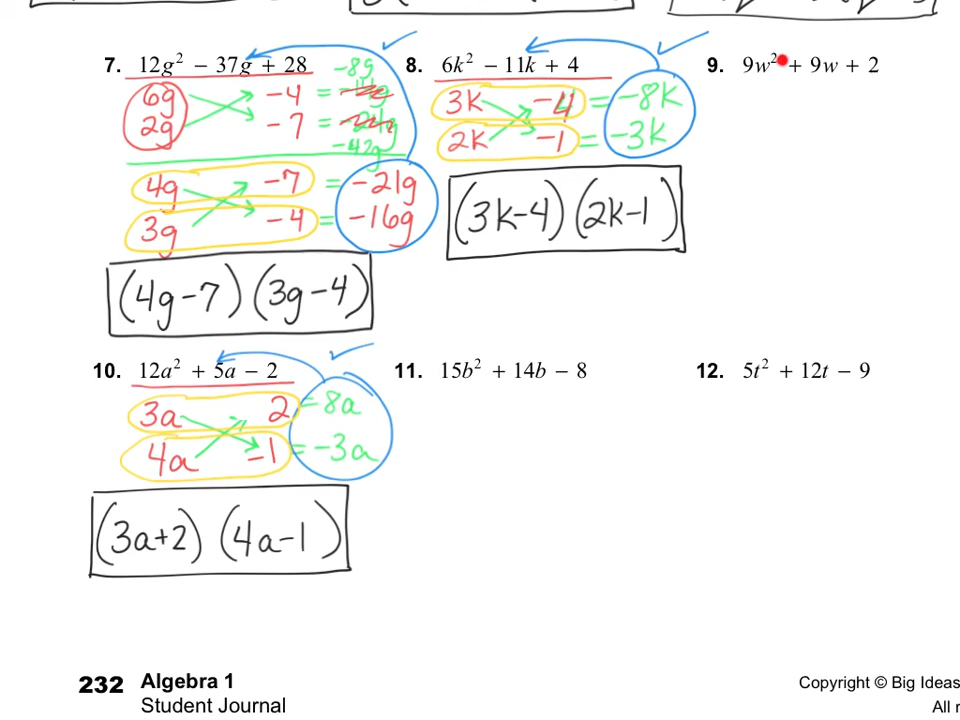 7. 12g² − 37g + 28
-8g
6g -4 =
2g -7 =
-42g
4g -7 = -21g
3g -4 = -16g
(4g-7) (3g-4)
8. 6k² − 11k + 4
3K -4 = -8K
2K -1 = -3K
(3K-4) (2K-1)
9. 9w² + 9w + 2
10. 12a² + 5a − 2
3a 2 = 8a
4a -1 = -3a
(3a+2) (4a-1)
11. 15b² + 14b − 8
12. 5t² + 12t − 9
232 Algebra 1
Student Journal
Copyright © Big Ideas
All